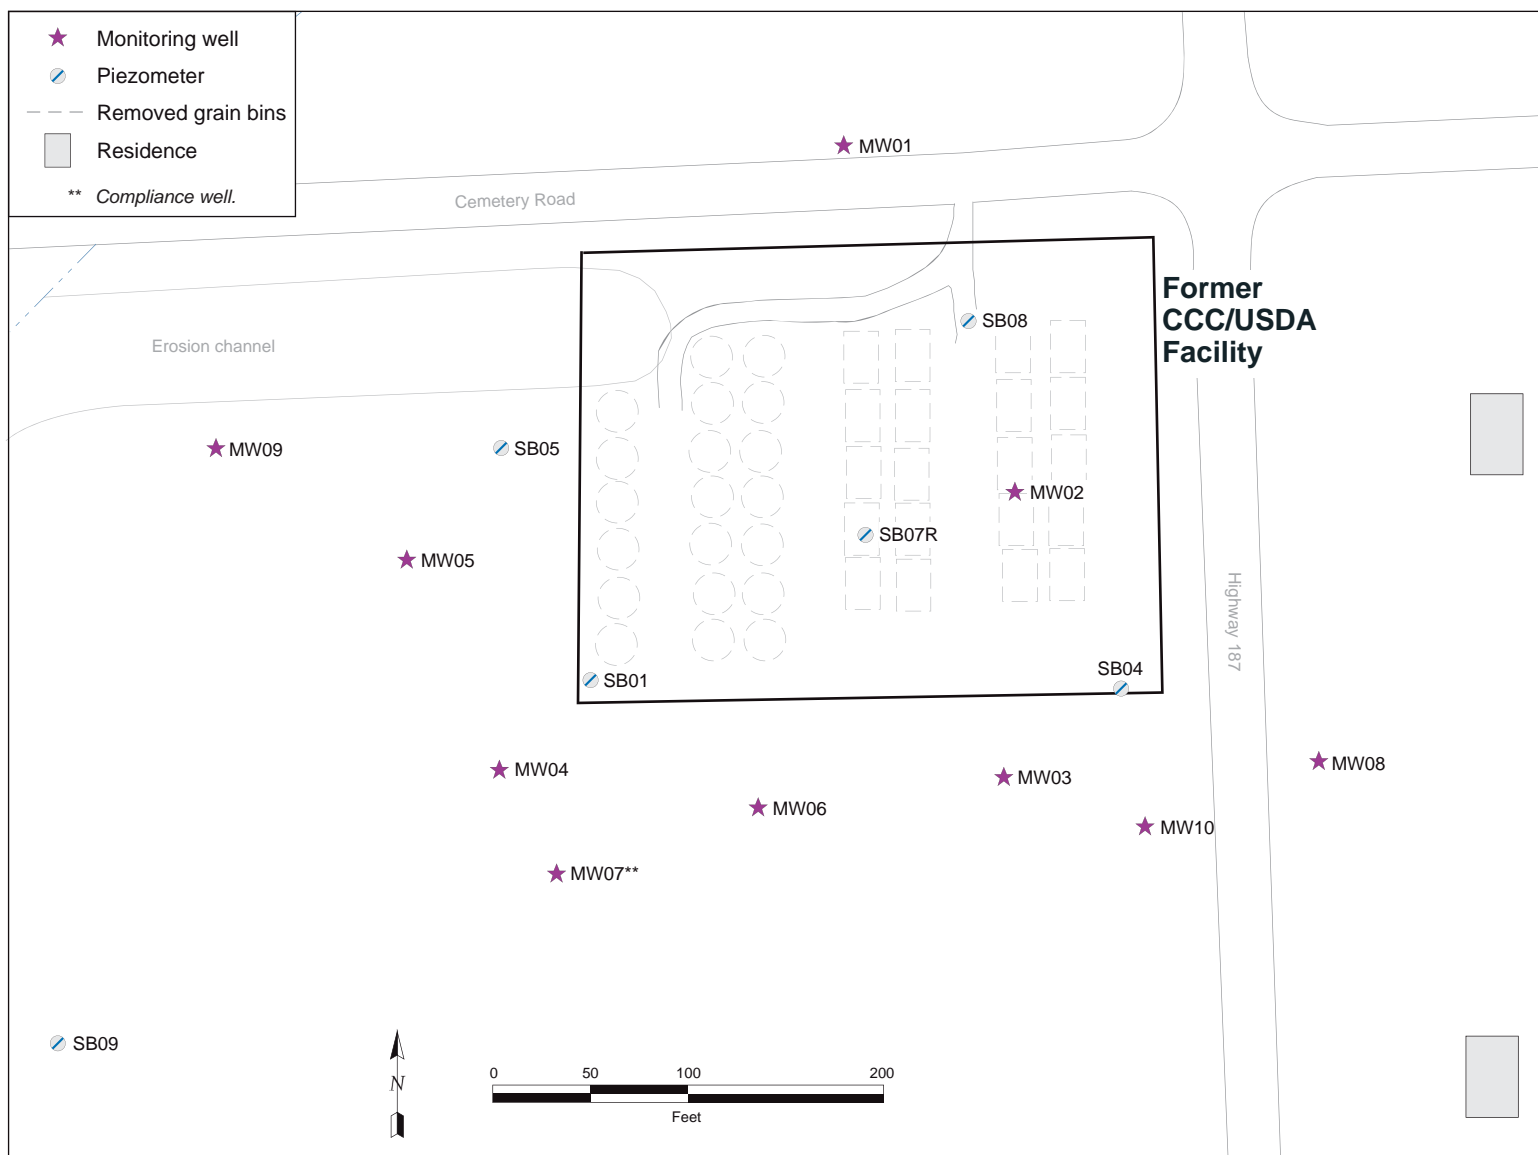 Monitoring well
Piezometer
Removed grain bins
Residence
** Compliance well.
MW01
Cemetery Road
Former
CCC/USDA
Facility
SB08
Erosion channel
MW09
SB05
MW02
SB07R
MW05
Highway 187
SB01
SB04
MW04
MW03
MW08
MW06
MW10
MW07**
SB09
N
0 50 100 200
Feet